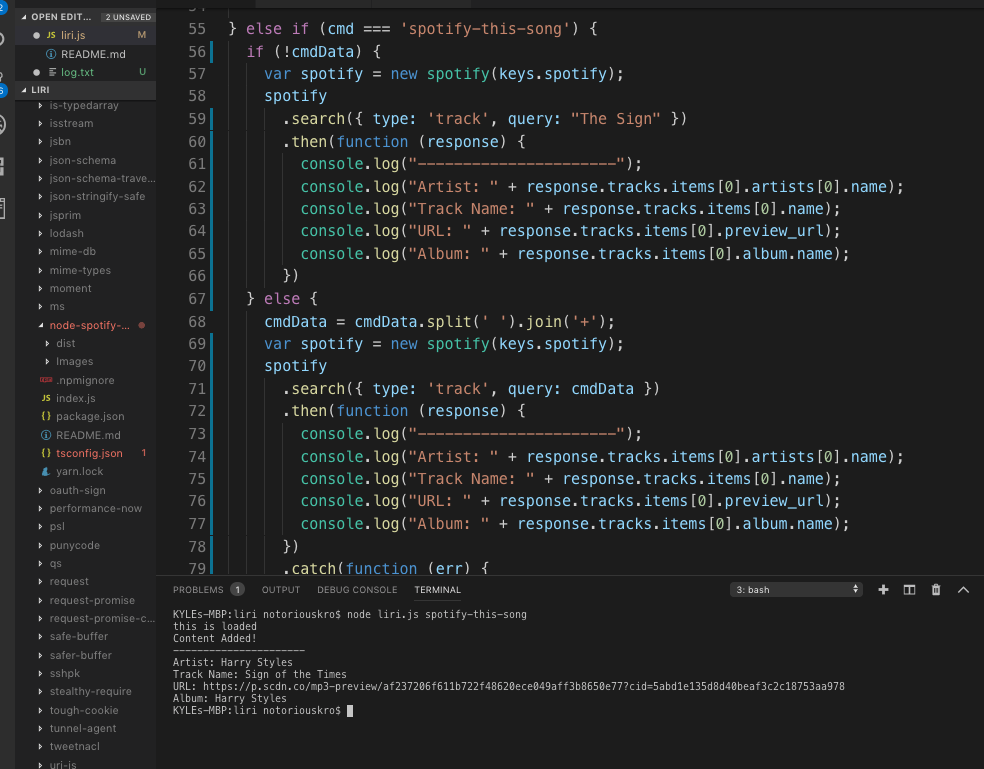 2
6
OPEN EDIT... 2 UNSAVED
JS liri.js M
README.md
log.txt U
LIRI
is-typedarray
isstream
jsbn
json-schema
json-schema-trave...
json-stringify-safe
jsprim
lodash
mime-db
mime-types
moment
ms
node-spotify-...
dist
Images
.npmignore
JS index.js
{} package.json
README.md
{} tsconfig.json 1
yarn.lock
oauth-sign
performance-now
psl
punycode
qs
request
request-promise
request-promise-c...
safe-buffer
safer-buffer
sshpk
stealthy-require
tough-cookie
tunnel-agent
tweetnacl
uri-js
54
55 } else if (cmd === 'spotify-this-song') {
56 if (!cmdData) {
57 var spotify = new spotify(keys.spotify);
58 spotify
59 .search({ type: 'track', query: "The Sign" })
60 .then(function (response) {
61 console.log("----------------------");
62 console.log("Artist: " + response.tracks.items[0].artists[0].name);
63 console.log("Track Name: " + response.tracks.items[0].name);
64 console.log("URL: " + response.tracks.items[0].preview_url);
65 console.log("Album: " + response.tracks.items[0].album.name);
66 })
67 } else {
68 cmdData = cmdData.split(' ').join('+');
69 var spotify = new spotify(keys.spotify);
70 spotify
71 .search({ type: 'track', query: cmdData })
72 .then(function (response) {
73 console.log("----------------------");
74 console.log("Artist: " + response.tracks.items[0].artists[0].name);
75 console.log("Track Name: " + response.tracks.items[0].name);
76 console.log("URL: " + response.tracks.items[0].preview_url);
77 console.log("Album: " + response.tracks.items[0].album.name);
78 })
79 .catch(function (err) {
PROBLEMS 1 OUTPUT DEBUG CONSOLE TERMINAL 3: bash
KYLEs-MBP:liri notoriouskro$ node liri.js spotify-this-song
this is loaded
Content Added!
----------------------
Artist: Harry Styles
Track Name: Sign of the Times
URL: https://p.scdn.co/mp3-preview/af237206f611b722f48620ece049aff3b8650e77?cid=5abd1e135d8d40beaf3c2c18753aa978
Album: Harry Styles
KYLEs-MBP:liri notoriouskro$